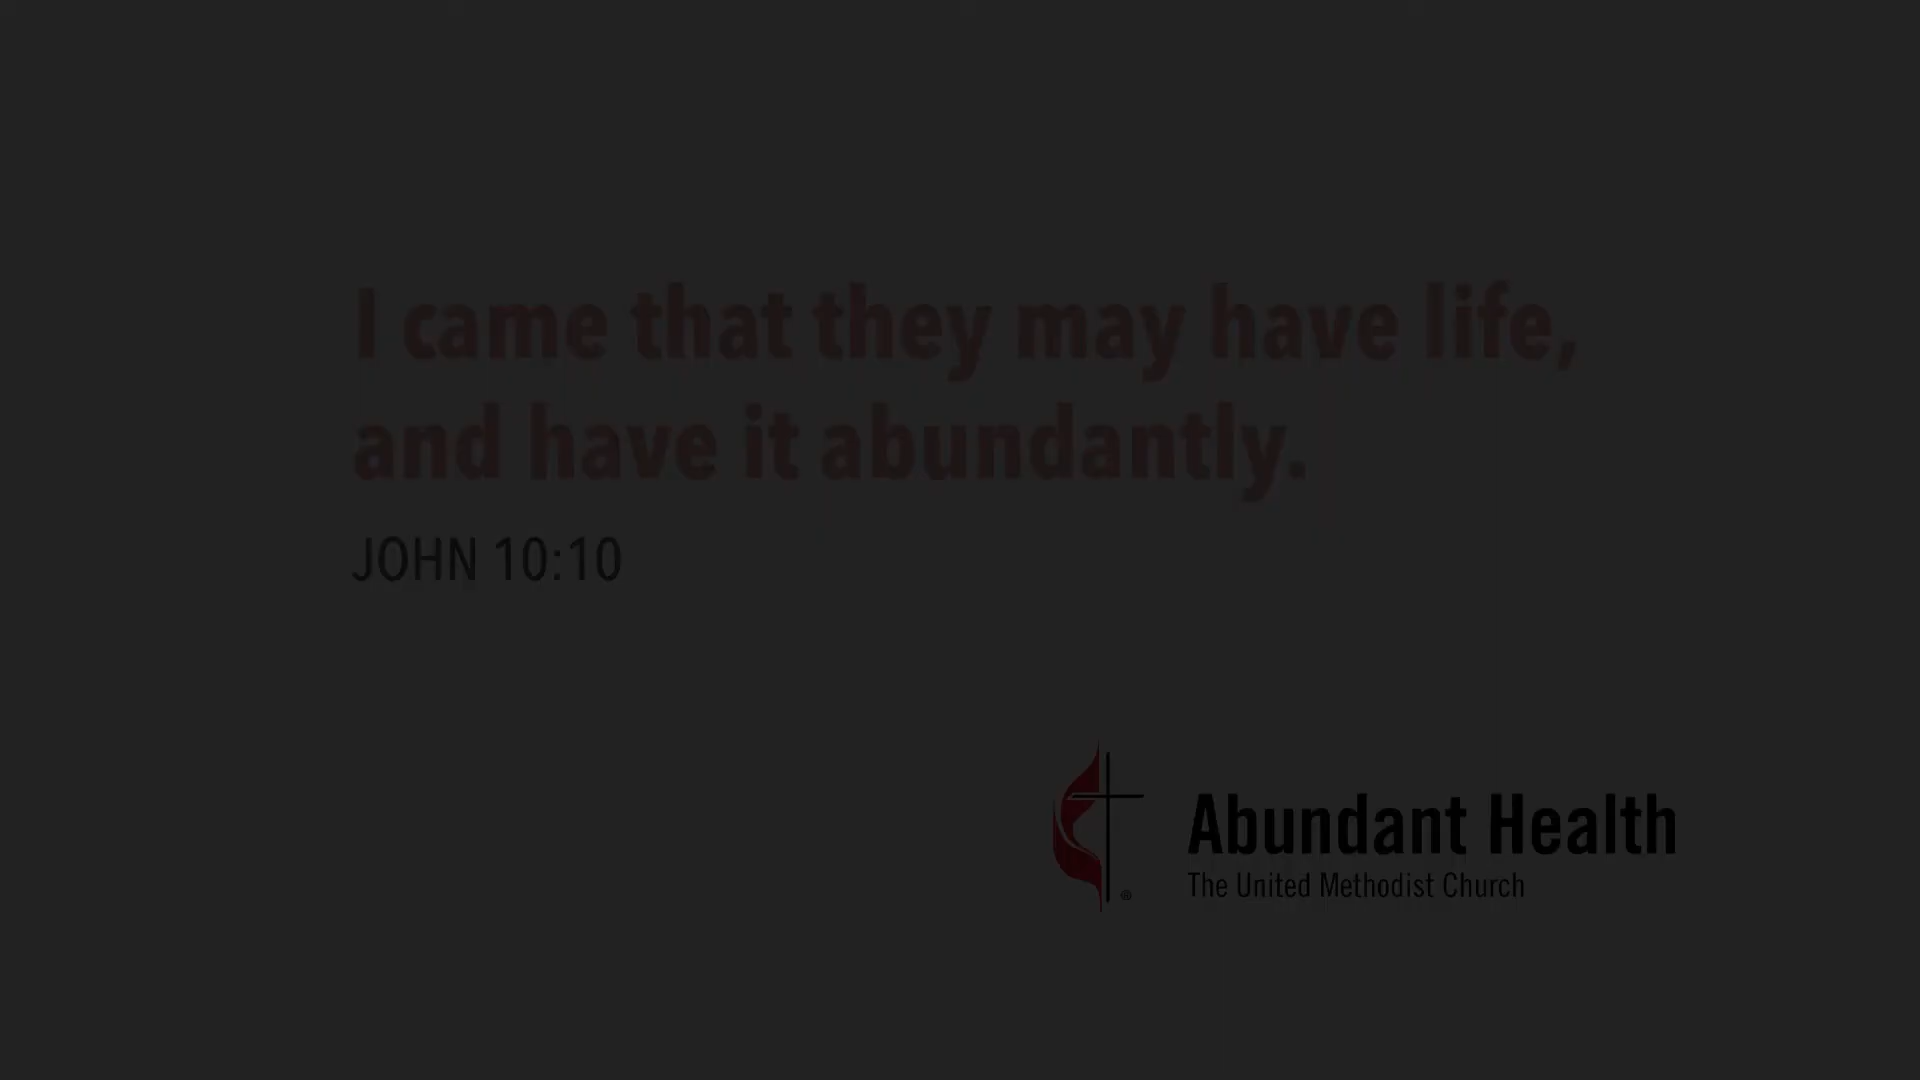 I came that they may have life,
and have it abundantly.
JOHN 10:10
Abundant Health
The United Methodist Church
®